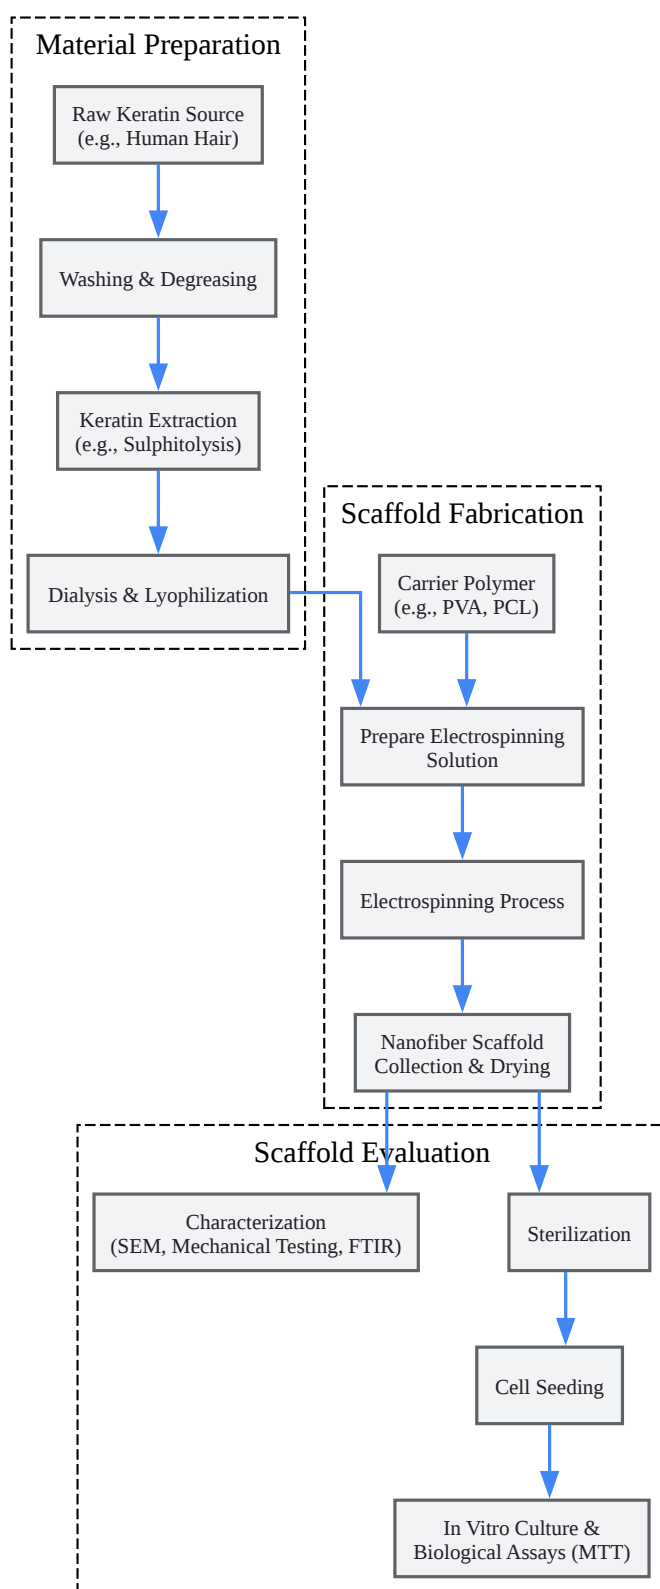 Material Preparation
Raw Keratin Source
(e.g., Human Hair)
Washing & Degreasing
Keratin Extraction
(e.g., Sulphitolysis)
Dialysis & Lyophilization
Scaffold Fabrication
Carrier Polymer
(e.g., PVA, PCL)
Prepare Electrospinning
Solution
Electrospinning Process
Nanofiber Scaffold
Collection & Drying
Scaffold Evaluation
Characterization
(SEM, Mechanical Testing, FTIR)
Sterilization
Cell Seeding
In Vitro Culture &
Biological Assays (MTT)